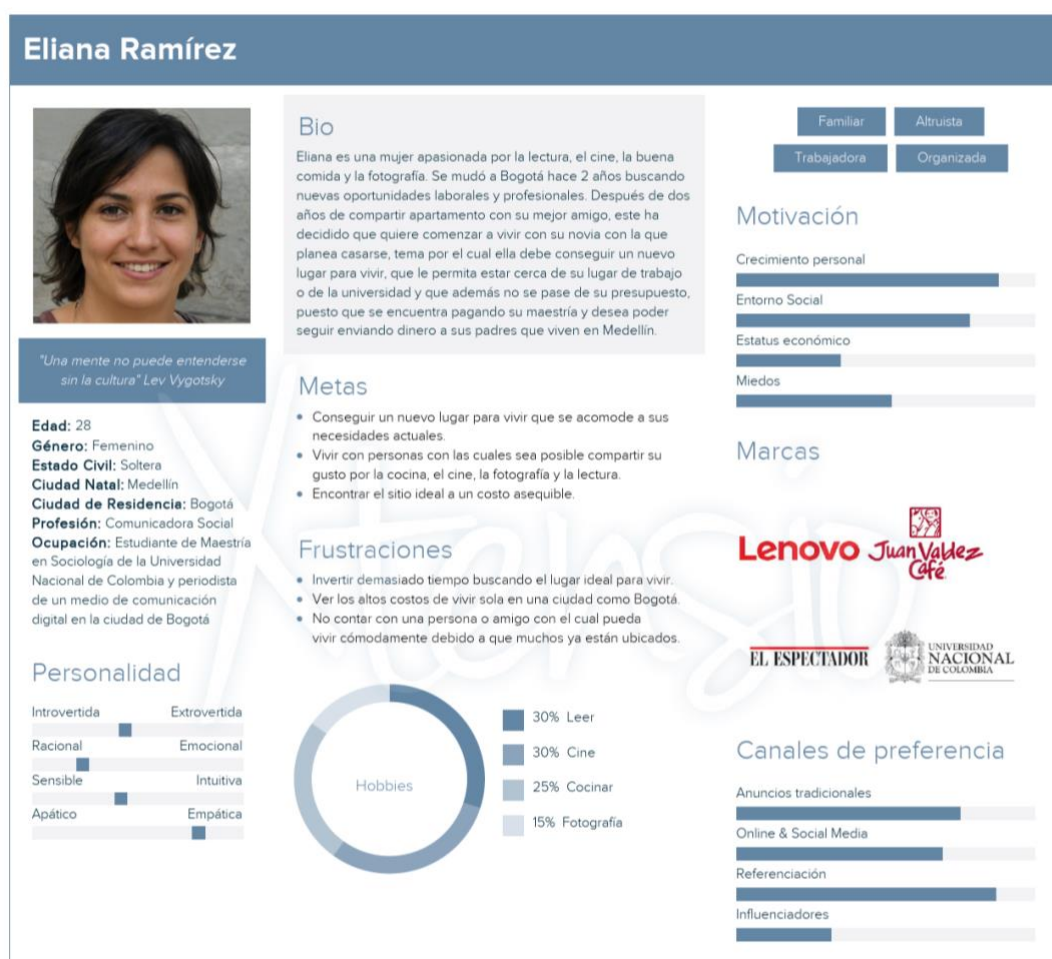 Eliana Ramírez
"Una mente no puede entenderse
sin la cultura" Lev Vygotsky
Edad: 28
Género: Femenino
Estado Civil: Soltera
Ciudad Natal: Medellín
Ciudad de Residencia: Bogotá
Profesión: Comunicadora Social
Ocupación: Estudiante de Maestría
en Sociología de la Universidad
Nacional de Colombia y periodista
de un medio de comunicación
digital en la ciudad de Bogotá
Personalidad
Introvertida Extrovertida
Racional Emocional
Sensible Intuitiva
Apático Empática
Bio
Eliana es una mujer apasionada por la lectura, el cine, la buena
comida y la fotografía. Se mudó a Bogotá hace 2 años buscando
nuevas oportunidades laborales y profesionales. Después de dos
años de compartir apartamento con su mejor amigo, este ha
decidido que quiere comenzar a vivir con su novia con la que
planea casarse, tema por el cual ella debe conseguir un nuevo
lugar para vivir, que le permita estar cerca de su lugar de trabajo
o de la universidad y que además no se pase de su presupuesto,
puesto que se encuentra pagando su maestría y desea poder
seguir enviando dinero a sus padres que viven en Medellín.
Metas
Conseguir un nuevo lugar para vivir que se acomode a sus
necesidades actuales.
Vivir con personas con las cuales sea posible compartir su
gusto por la cocina, el cine, la fotografía y la lectura.
Encontrar el sitio ideal a un costo asequible.
Frustraciones
Invertir demasiado tiempo buscando el lugar ideal para vivir.
Ver los altos costos de vivir sola en una ciudad como Bogotá.
No contar con una persona o amigo con el cual pueda
vivir cómodamente debido a que muchos ya están ubicados.
Hobbies
30% Leer
30% Cine
25% Cocinar
15% Fotografía
Familiar Altruista
Trabajadora Organizada
Motivación
Crecimiento personal
Entorno Social
Estatus económico
Miedos
Marcas
Lenovo
Juan Valdez
Café
EL ESPECTADOR
UNIVERSIDAD
NACIONAL
DE COLOMBIA
Canales de preferencia
Anuncios tradicionales
Online & Social Media
Referenciación
Influenciadores
Xtensio